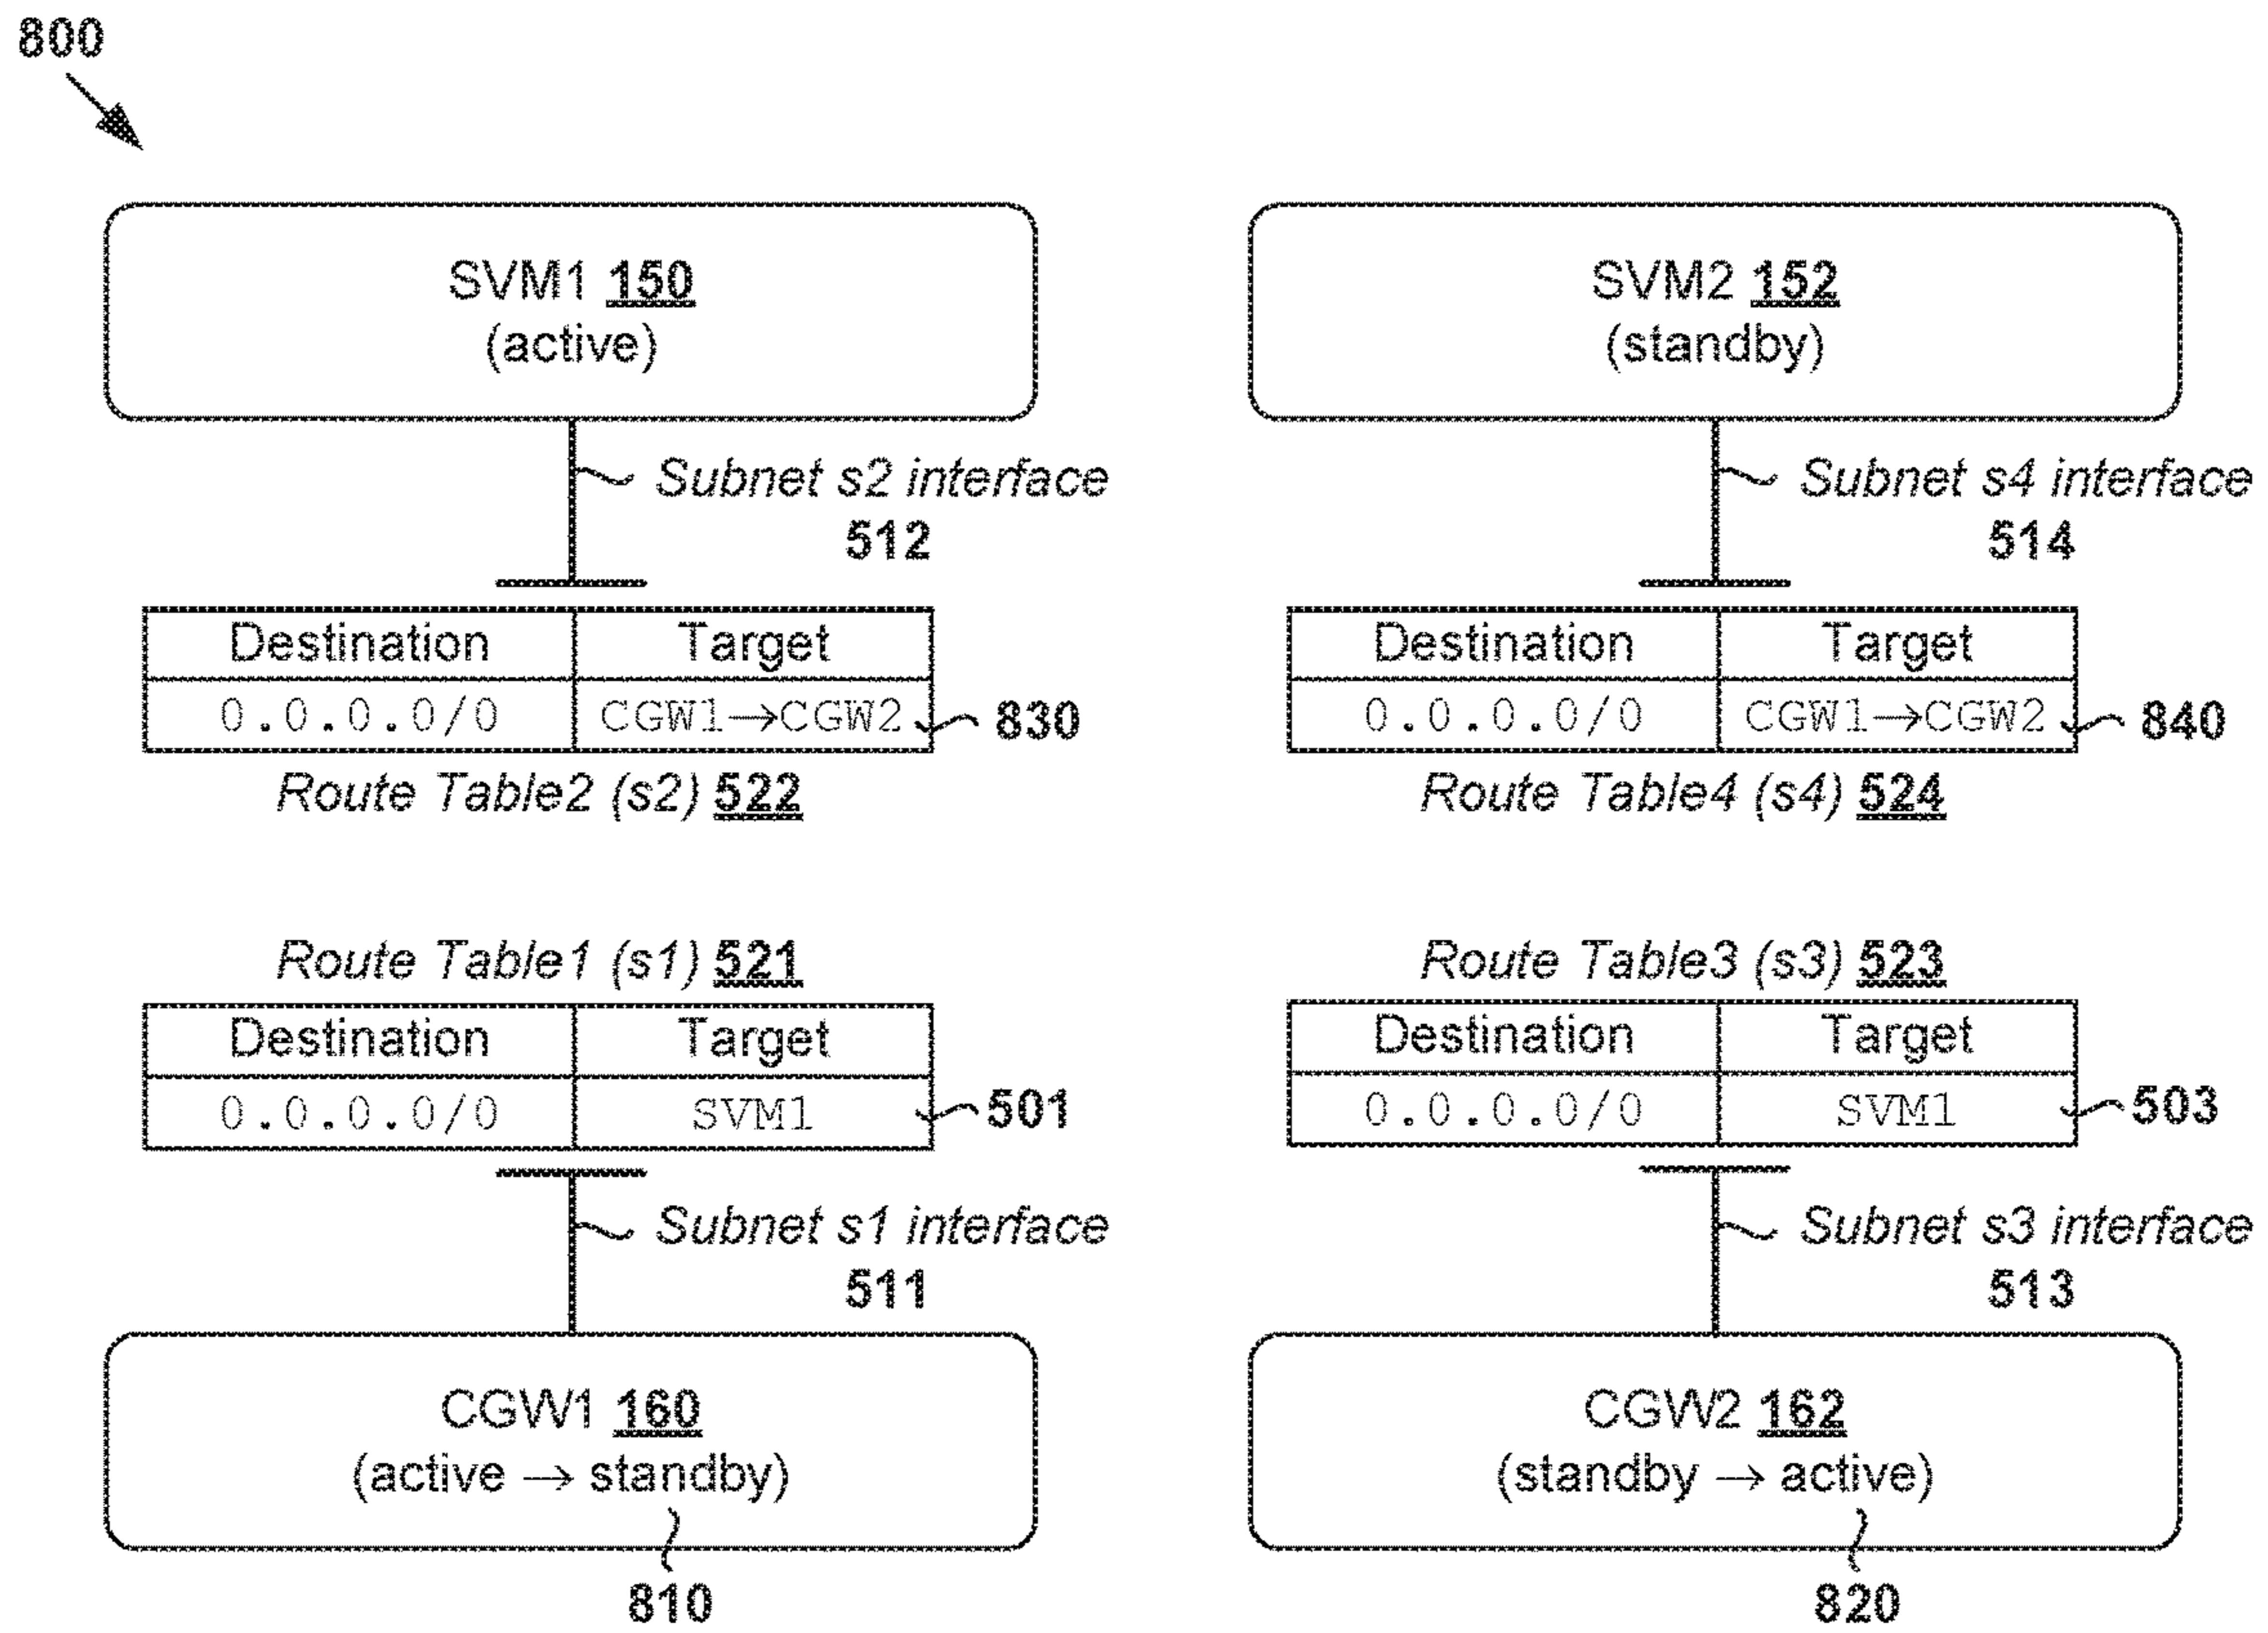 800
SVM1 150
(active)
SVM2 152
(standby)
Subnet s2 interface
512
Subnet s4 interface
514
Destination Target
0.0.0.0/0 CGW1→CGW2 830
Route Table2 (s2) 522
Destination Target
0.0.0.0/0 CGW1→CGW2 840
Route Table4 (s4) 524
Route Table1 (s1) 521
Destination Target
0.0.0.0/0 SVM1 501
Route Table3 (s3) 523
Destination Target
0.0.0.0/0 SVM1 503
Subnet s1 interface
511
Subnet s3 interface
513
CGW1 160
(active → standby)
810
CGW2 162
(standby → active)
820